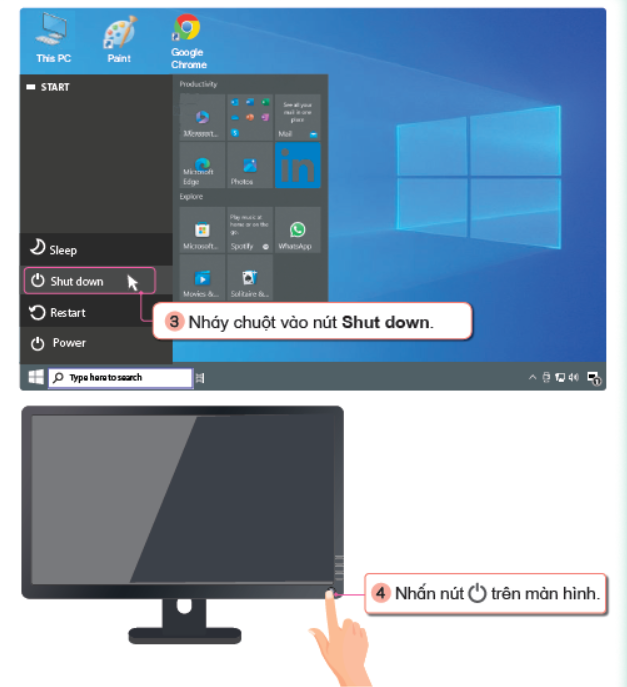 This PC
Paint
Google
Chrome
START
Productivity
Microsoft...
See all your
mail in one
place
Mail
Microsoft
Edge
Photos
in
Explore
Microsoft...
Play music at
home or on the
go.
Spotify
WhatsApp
Movies &...
Solitaire &...
Sleep
Shut down
Restart
Power
3 Nháy chuột vào nút Shut down.
Type here to search
4 Nhấn nút trên màn hình.